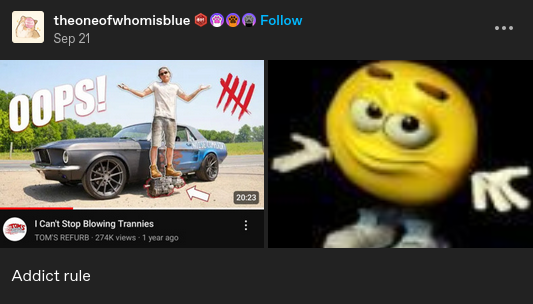 theoneofwhomisblue Follow
Sep 21
OOPS!
20:23
I Can't Stop Blowing Trannies
TOM'S REFURB · 274K views · 1 year ago
Addict rule